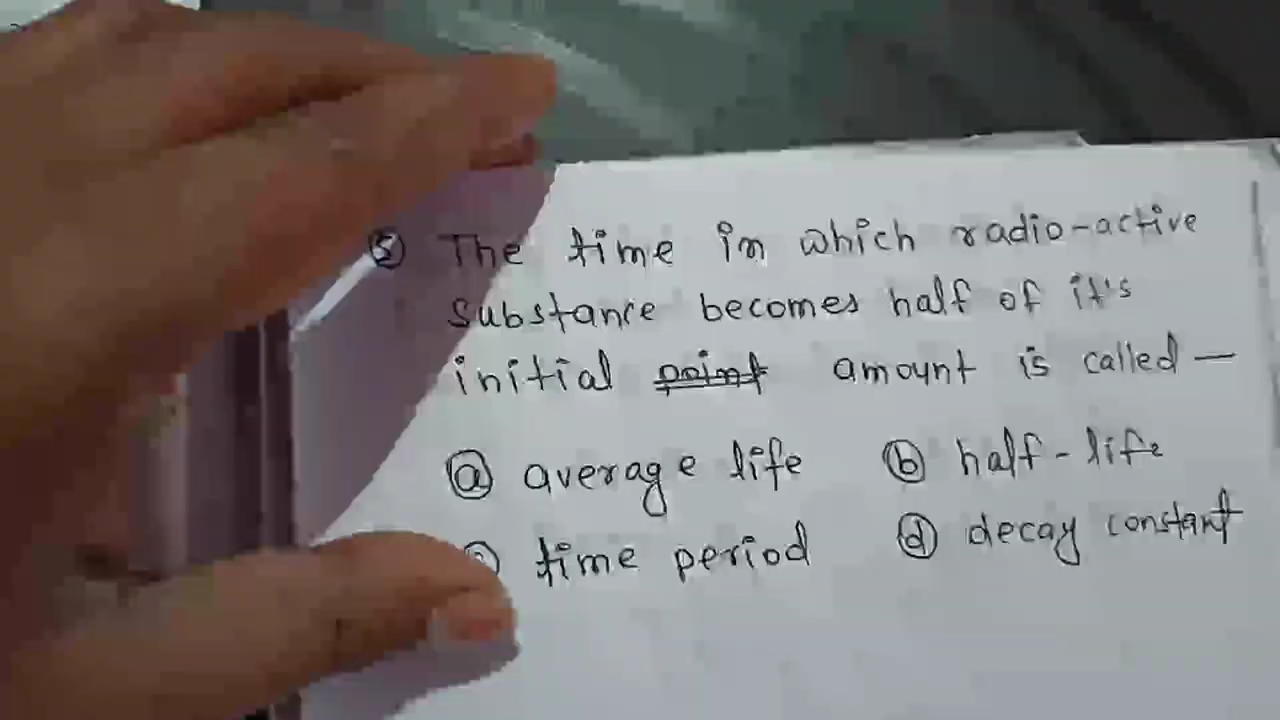 ⑤ The time in which radio-active
substance becomes half of it's
initial point amount is called —
ⓐ average life ⓑ half-life
time period ⓓ decay constant